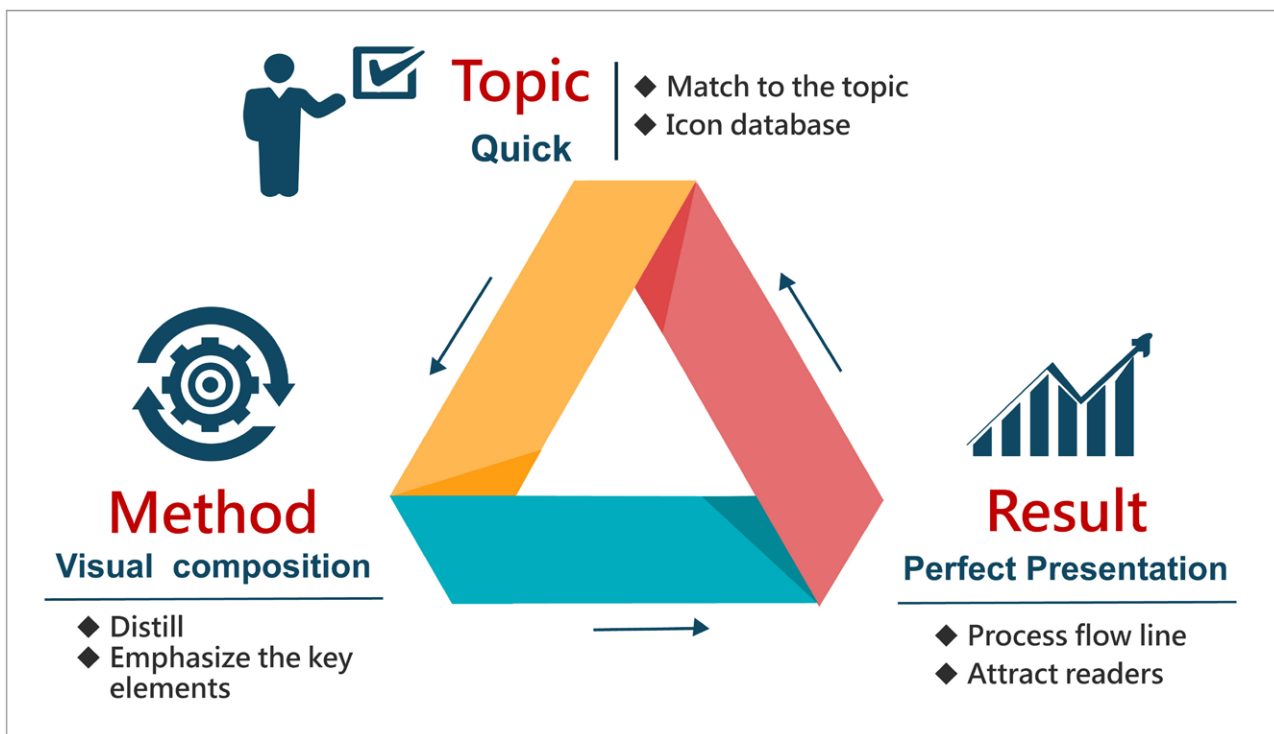 Topic
Quick
◆ Match to the topic
◆ Icon database
Method
Visual composition
◆ Distill
◆ Emphasize the key
elements
Result
Perfect Presentation
◆ Process flow line
◆ Attract readers